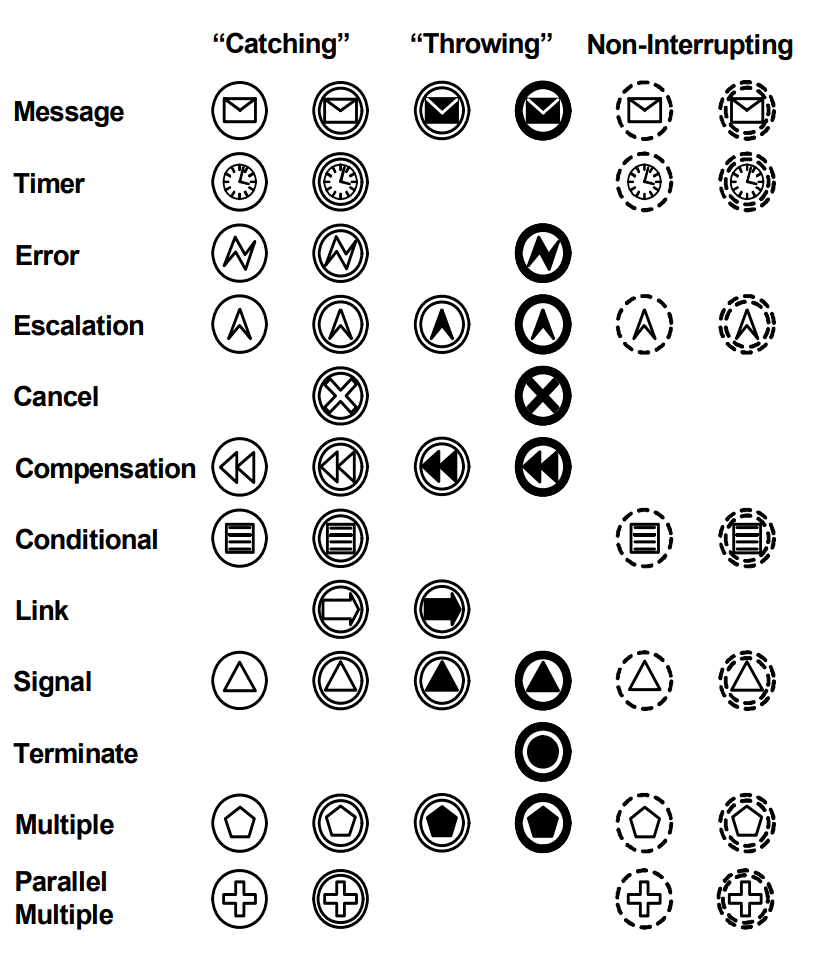 “Catching” “Throwing” Non-Interrupting
Message
Timer
Error
Escalation
Cancel
Compensation
Conditional
Link
Signal
Terminate
Multiple
Parallel
Multiple